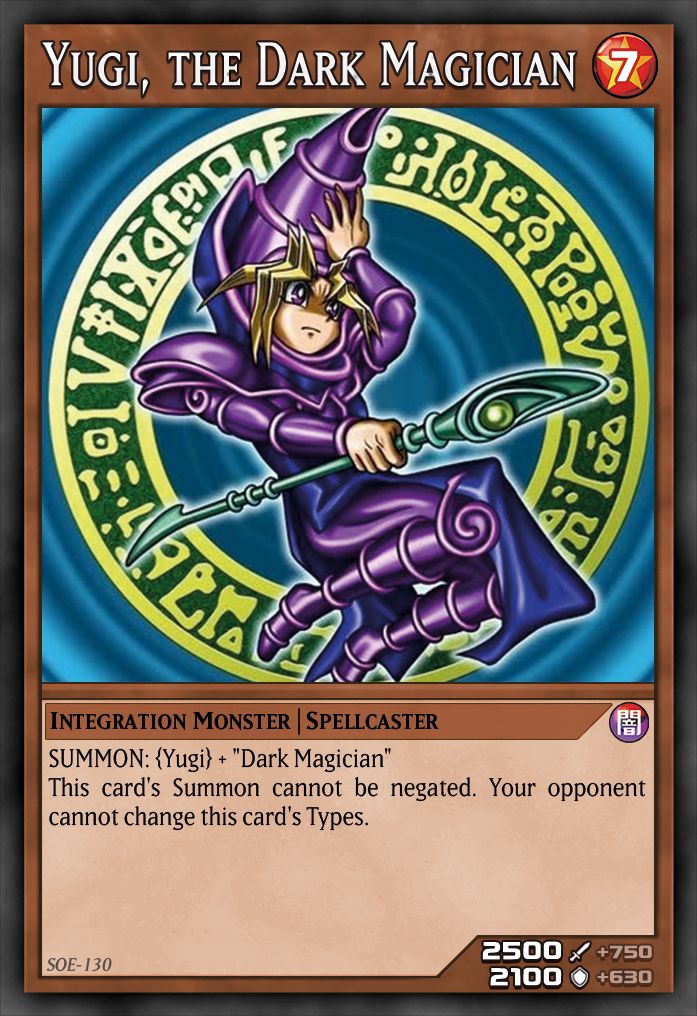 Yugi, the Dark Magician
7
Integration Monster | Spellcaster
闇
SUMMON: {Yugi} + "Dark Magician"
This card's Summon cannot be negated. Your opponent
cannot change this card's Types.
2500 +750
SOE-130
2100 +630